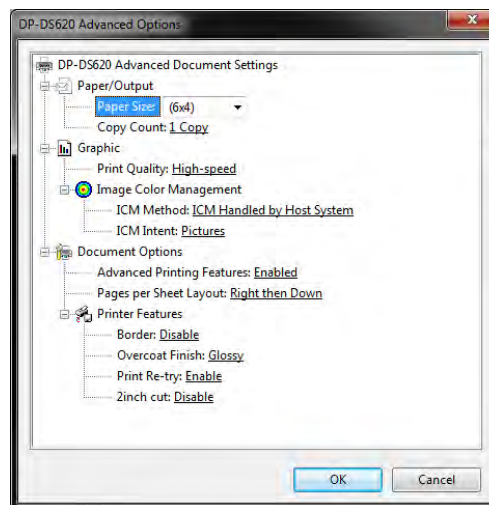 DP-DS620 Advanced Options
DP-DS620 Advanced Document Settings
Paper/Output
Paper Size: (6x4)
Copy Count: 1 Copy
Graphic
Print Quality: High-speed
Image Color Management
ICM Method: ICM Handled by Host System
ICM Intent: Pictures
Document Options
Advanced Printing Features: Enabled
Pages per Sheet Layout: Right then Down
Printer Features
Border: Disable
Overcoat Finish: Glossy
Print Re-try: Enable
2inch cut: Disable
OK Cancel